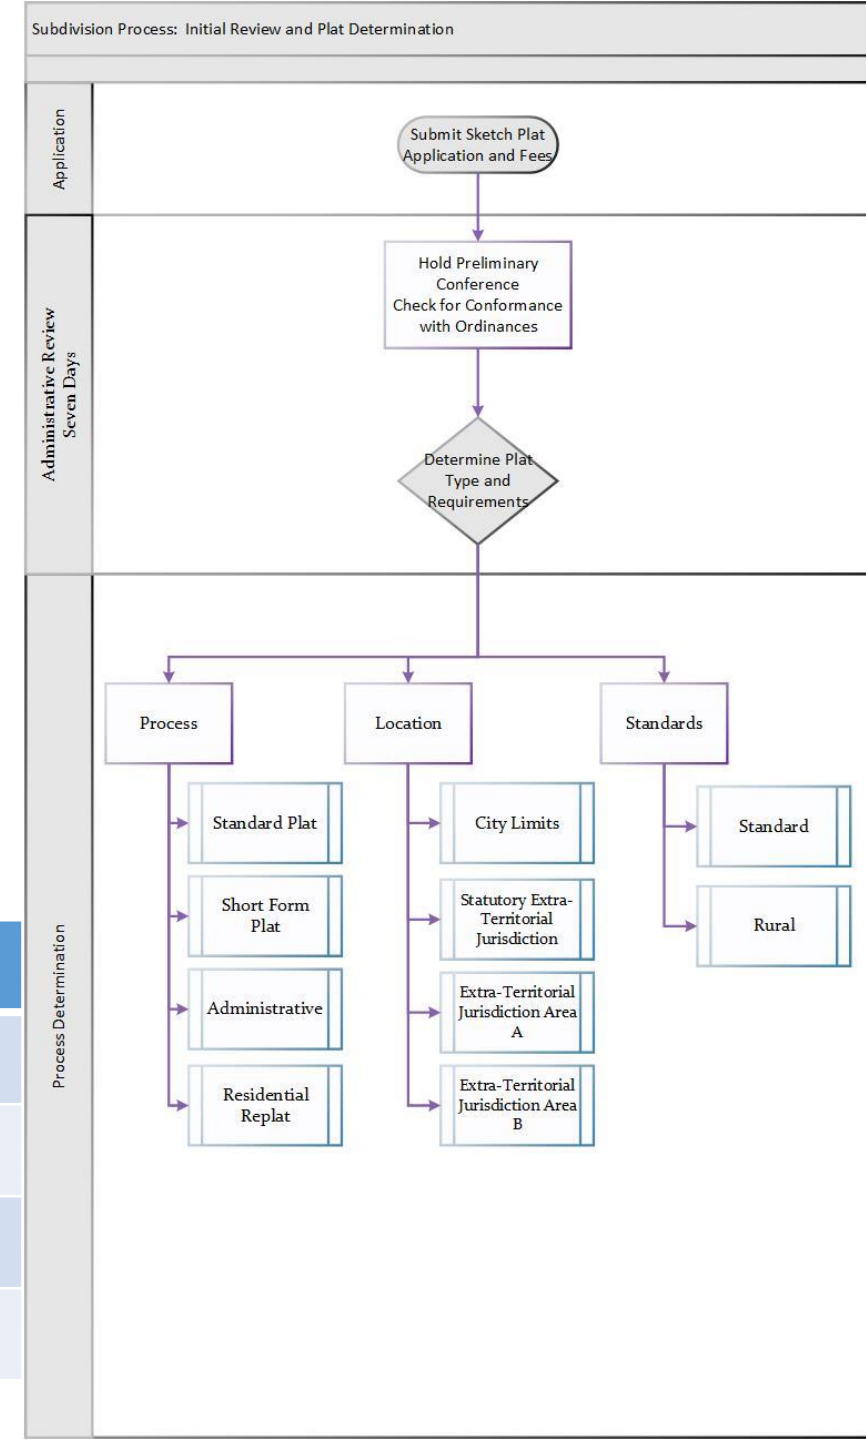 Subdivision Process: Initial Review and Plat Determination
Application
Submit Sketch Plat
Application and Fees
Administrative Review
Seven Days
Hold Preliminary
Conference
Check for Conformance
with Ordinances
Determine Plat
Type and
Requirements
Process Determination
Process
Location
Standards
Standard Plat
Short Form
Plat
Administrative
Residential
Replat
City Limits
Statutory Extra-
Territorial
Jurisdiction
Extra-Territorial
Jurisdiction Area
A
Extra-Territorial
Jurisdiction Area
B
Standard
Rural